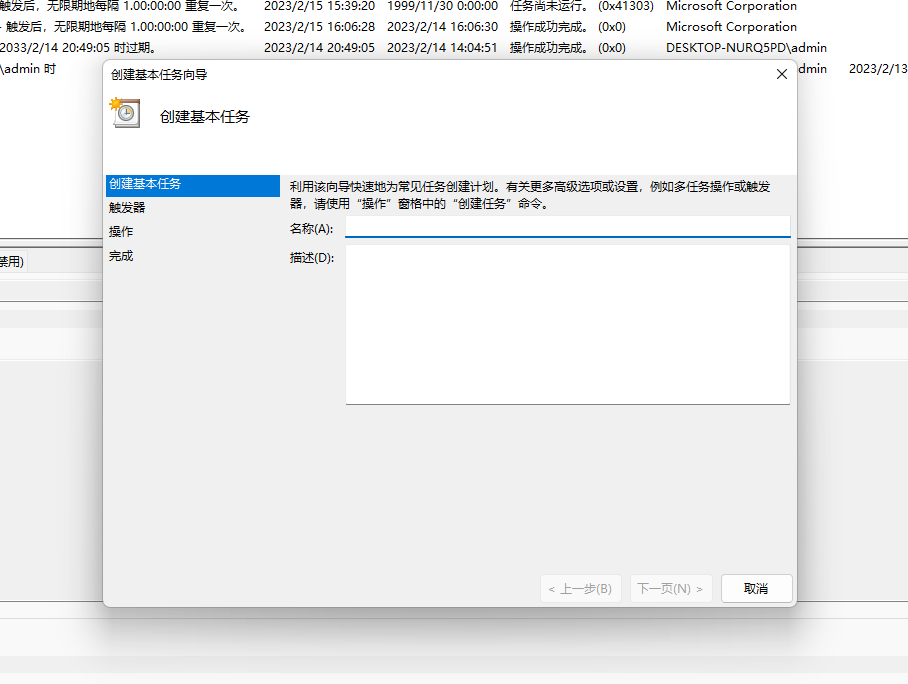 触发后，无限期地每隔 1.00:00:00 重复一次。 2023/2/15 15:39:20 1999/11/30 0:00:00 任务尚未运行。 (0x41303) Microsoft Corporation
- 触发后，无限期地每隔 1.00:00:00 重复一次。 2023/2/15 16:06:28 2023/2/14 16:06:30 操作成功完成。 (0x0) Microsoft Corporation
2033/2/14 20:49:05 时过期。 2023/2/14 20:49:05 2023/2/14 14:04:51 操作成功完成。 (0x0) DESKTOP-NURQ5PD\admin
\admin 时 dmin 2023/2/13
创建基本任务向导
创建基本任务
创建基本任务
触发器
操作
完成
利用该向导快速地为常见任务创建计划。有关更多高级选项或设置，例如多任务操作或触发
器，请使用“操作”窗格中的“创建任务”命令。
名称(A):
描述(D):
禁用)
< 上一步(B) 下一页(N) > 取消